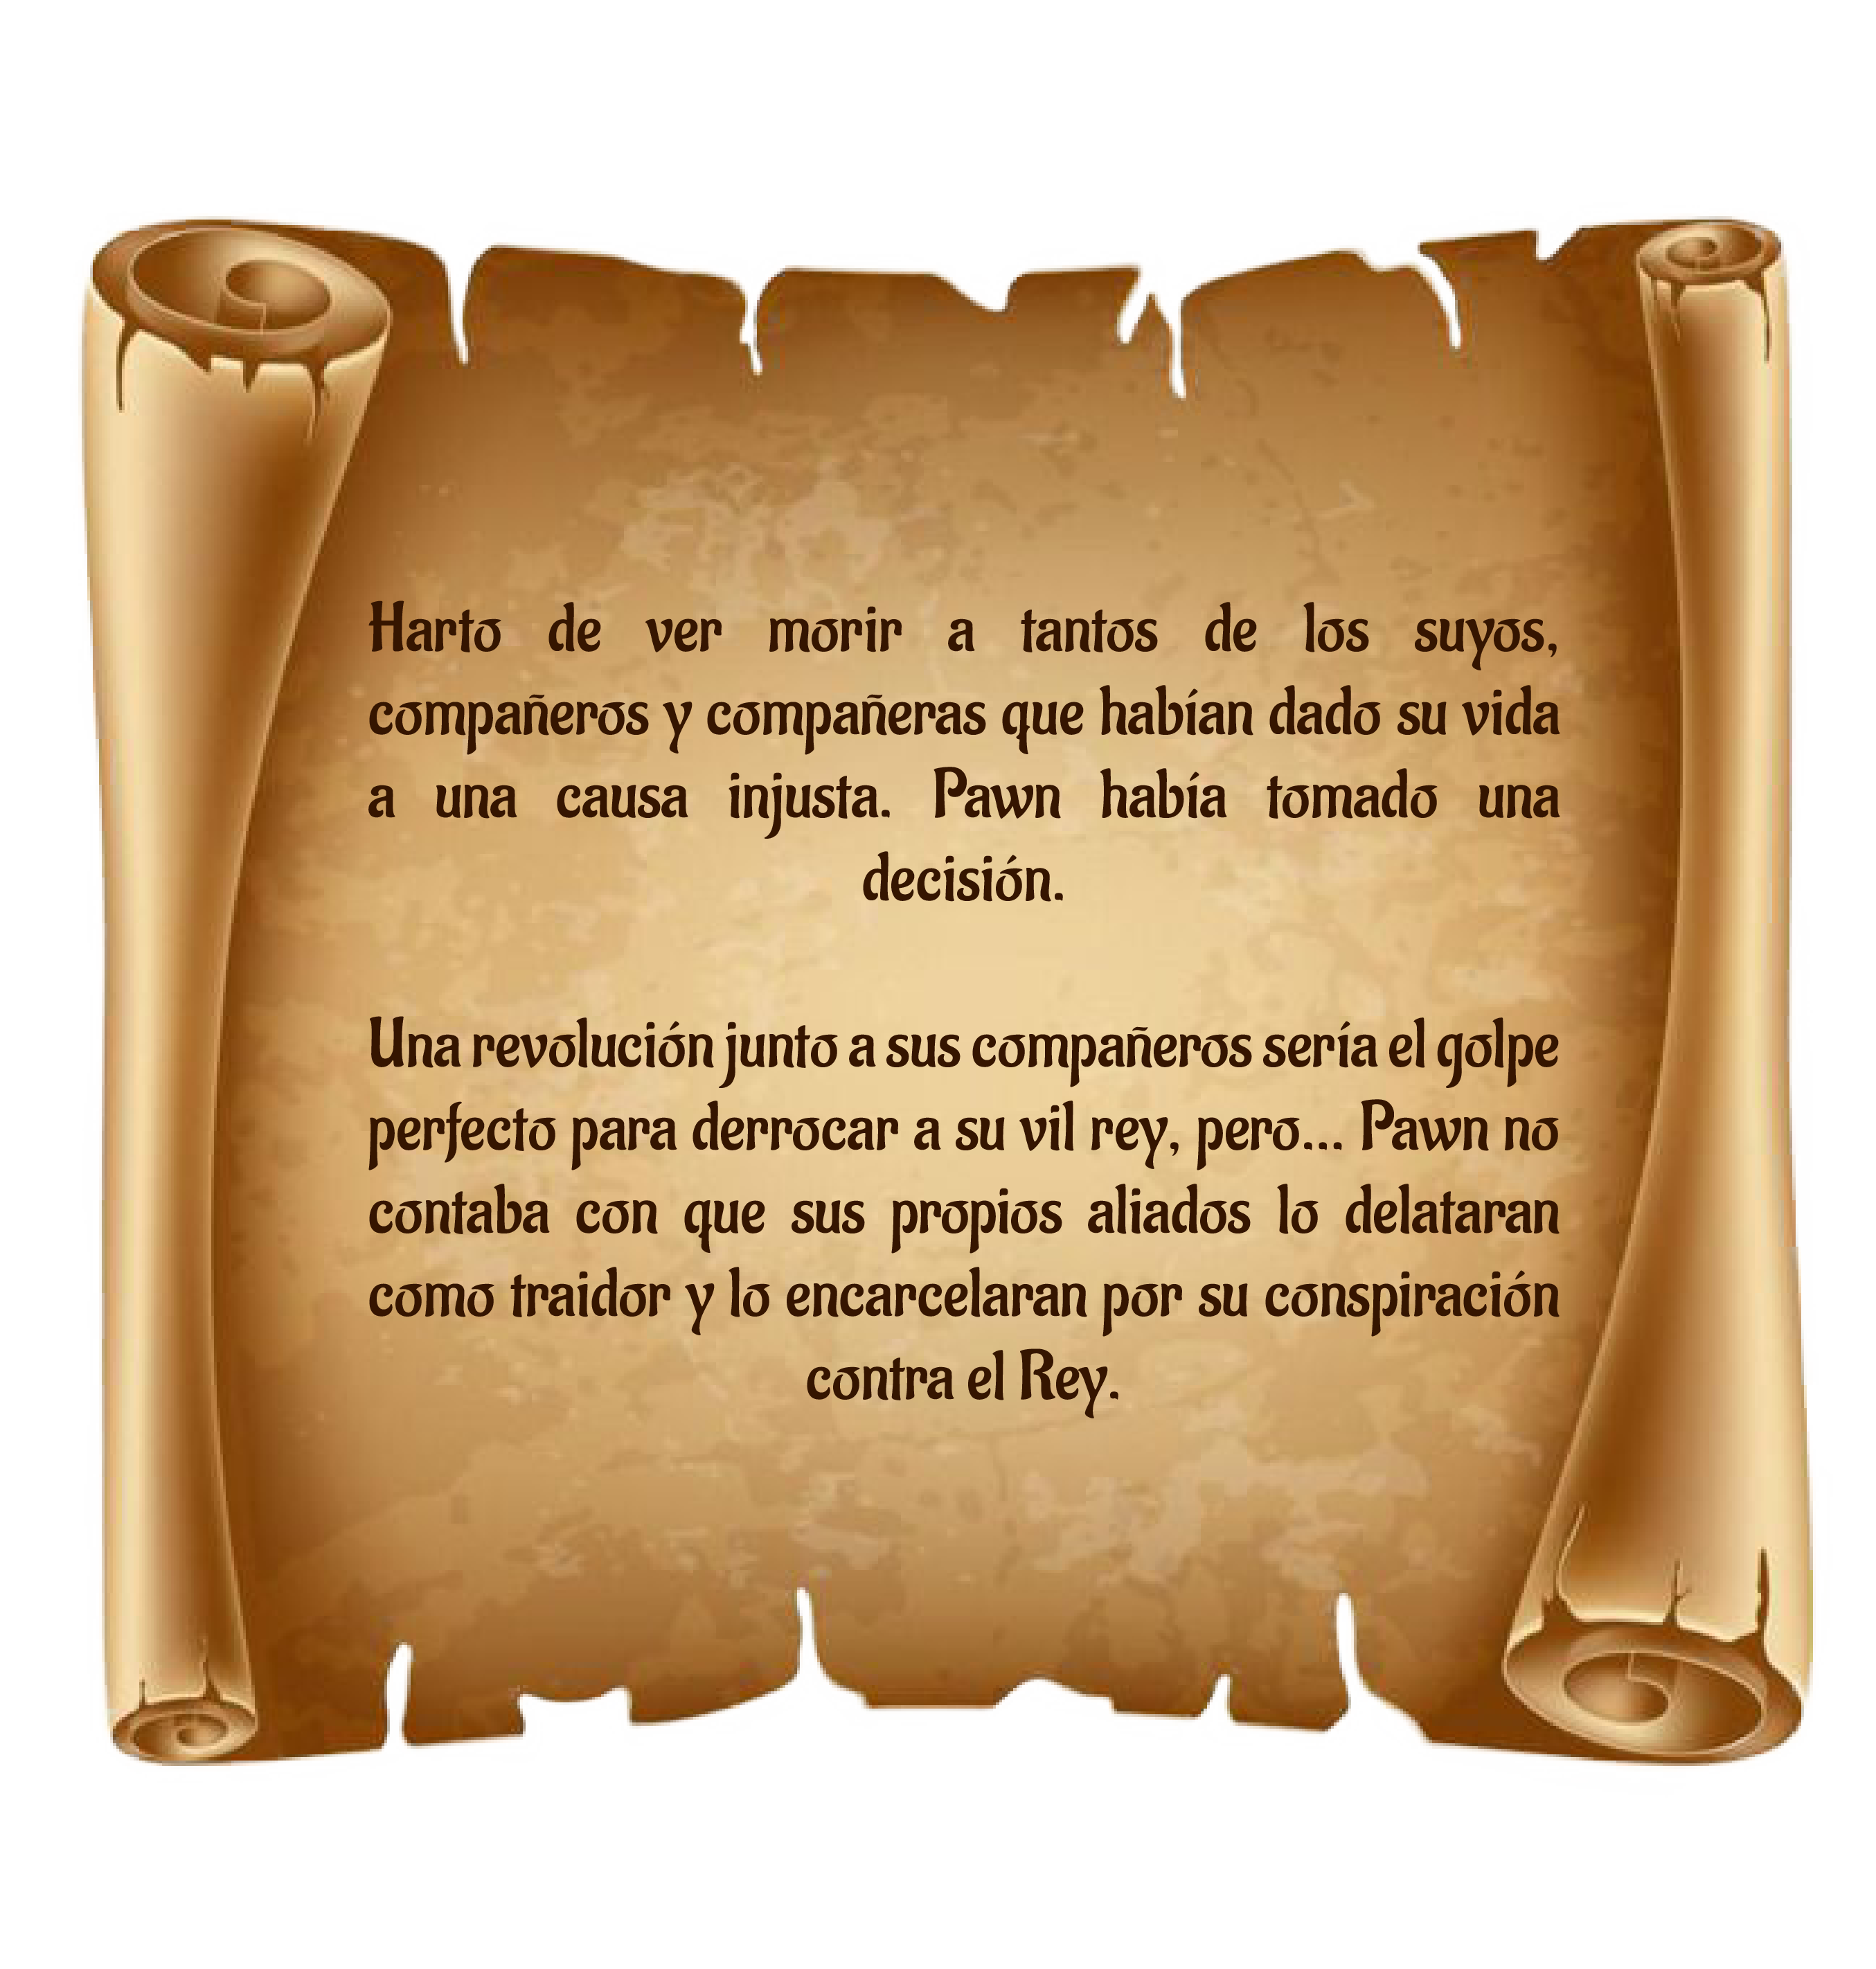 Harto de ver morir a tantos de los suyos,
compañeros y compañeras que habían dado su vida
a una causa injusta. Pawn había tomado una
decisión.
Una revolución junto a sus compañeros sería el golpe
perfecto para derrocar a su vil rey, pero... Pawn no
contaba con que sus propios aliados lo delataran
como traidor y lo encarcelaran por su conspiración
contra el Rey.